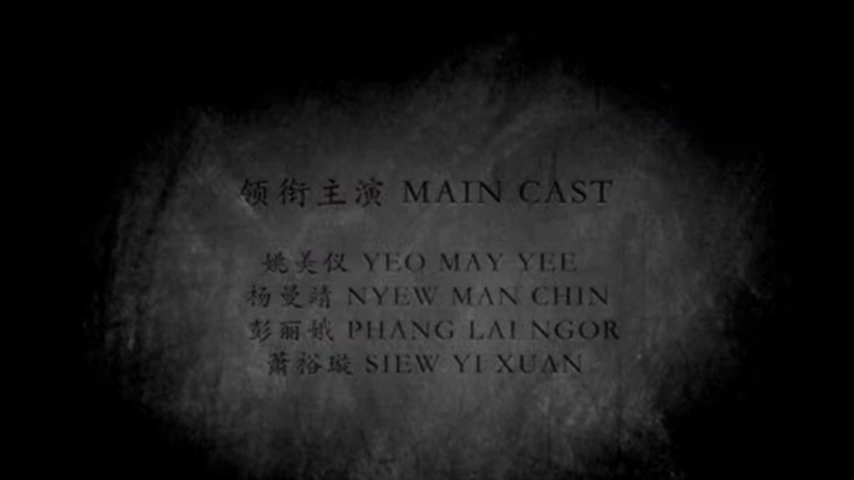 领衔主演 MAIN CAST
姚美仪 YEO MAY YEE
杨曼靖 NYEW MAN CHIN
彭丽娥 PHANG LAI NGOR
萧裕璇 SIEW YI XUAN